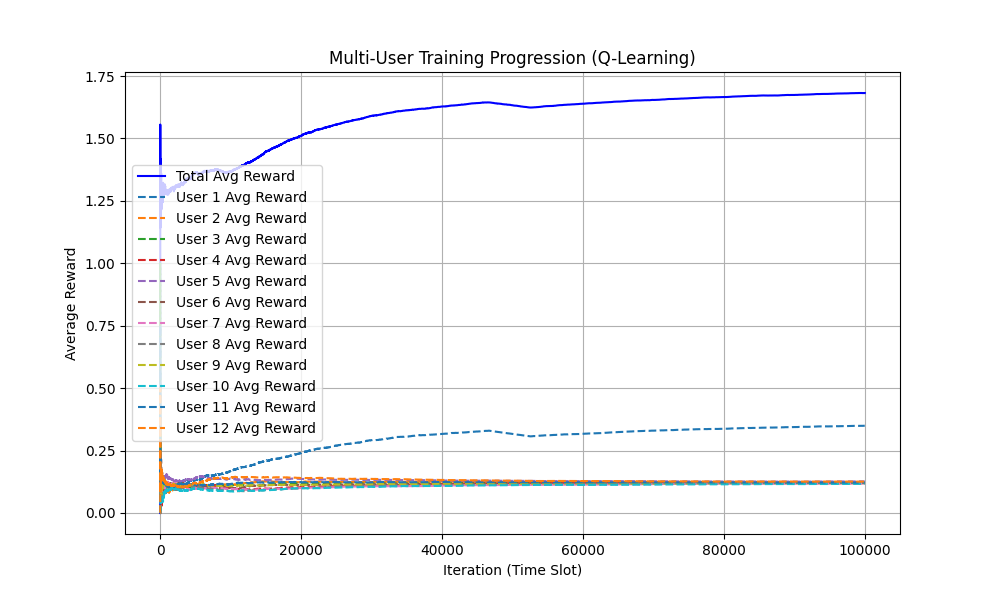 Multi-User Training Progression (Q-Learning)
1.75
1.50
1.25
1.00
0.75
0.50
0.25
0.00
Average Reward
Total Avg Reward
User 1 Avg Reward
User 2 Avg Reward
User 3 Avg Reward
User 4 Avg Reward
User 5 Avg Reward
User 6 Avg Reward
User 7 Avg Reward
User 8 Avg Reward
User 9 Avg Reward
User 10 Avg Reward
User 11 Avg Reward
User 12 Avg Reward
0 20000 40000 60000 80000 100000
Iteration (Time Slot)